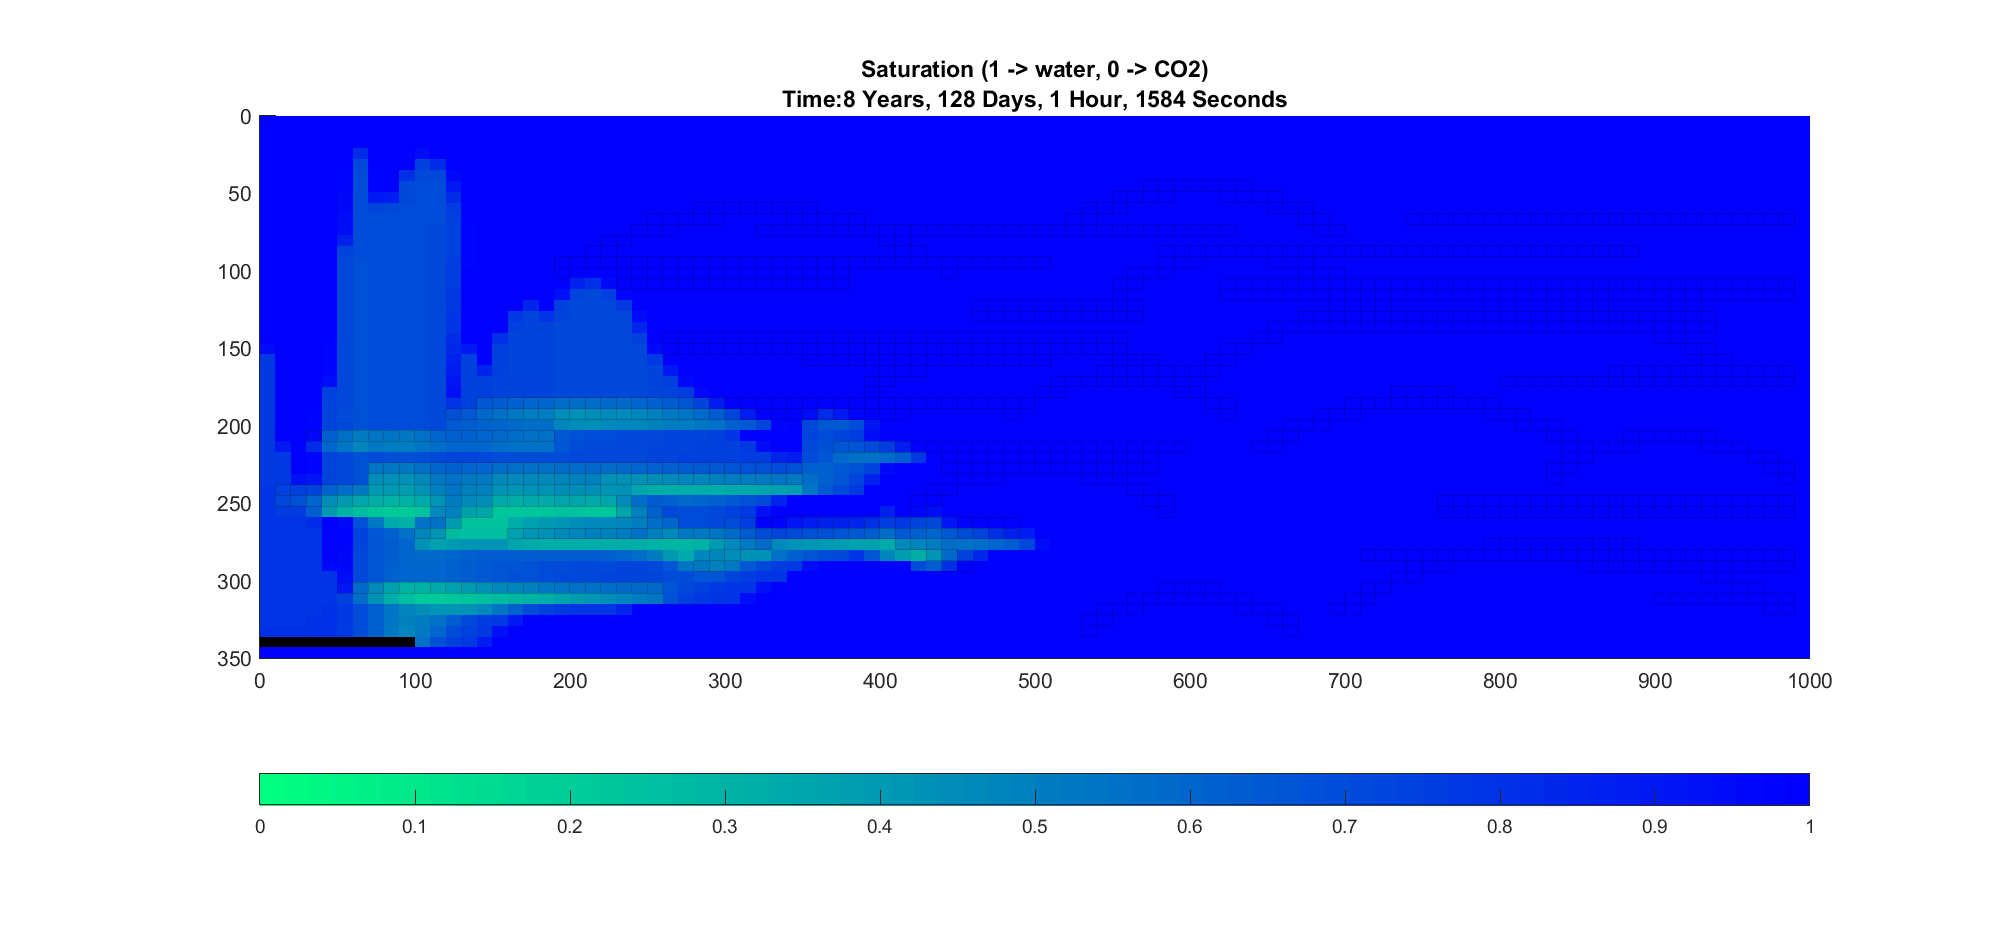 Saturation (1 -> water, 0 -> CO2)
Time:8 Years, 128 Days, 1 Hour, 1584 Seconds
0
50
100
150
200
250
300
350
0 100 200 300 400 500 600 700 800 900 1000
0 0.1 0.2 0.3 0.4 0.5 0.6 0.7 0.8 0.9 1